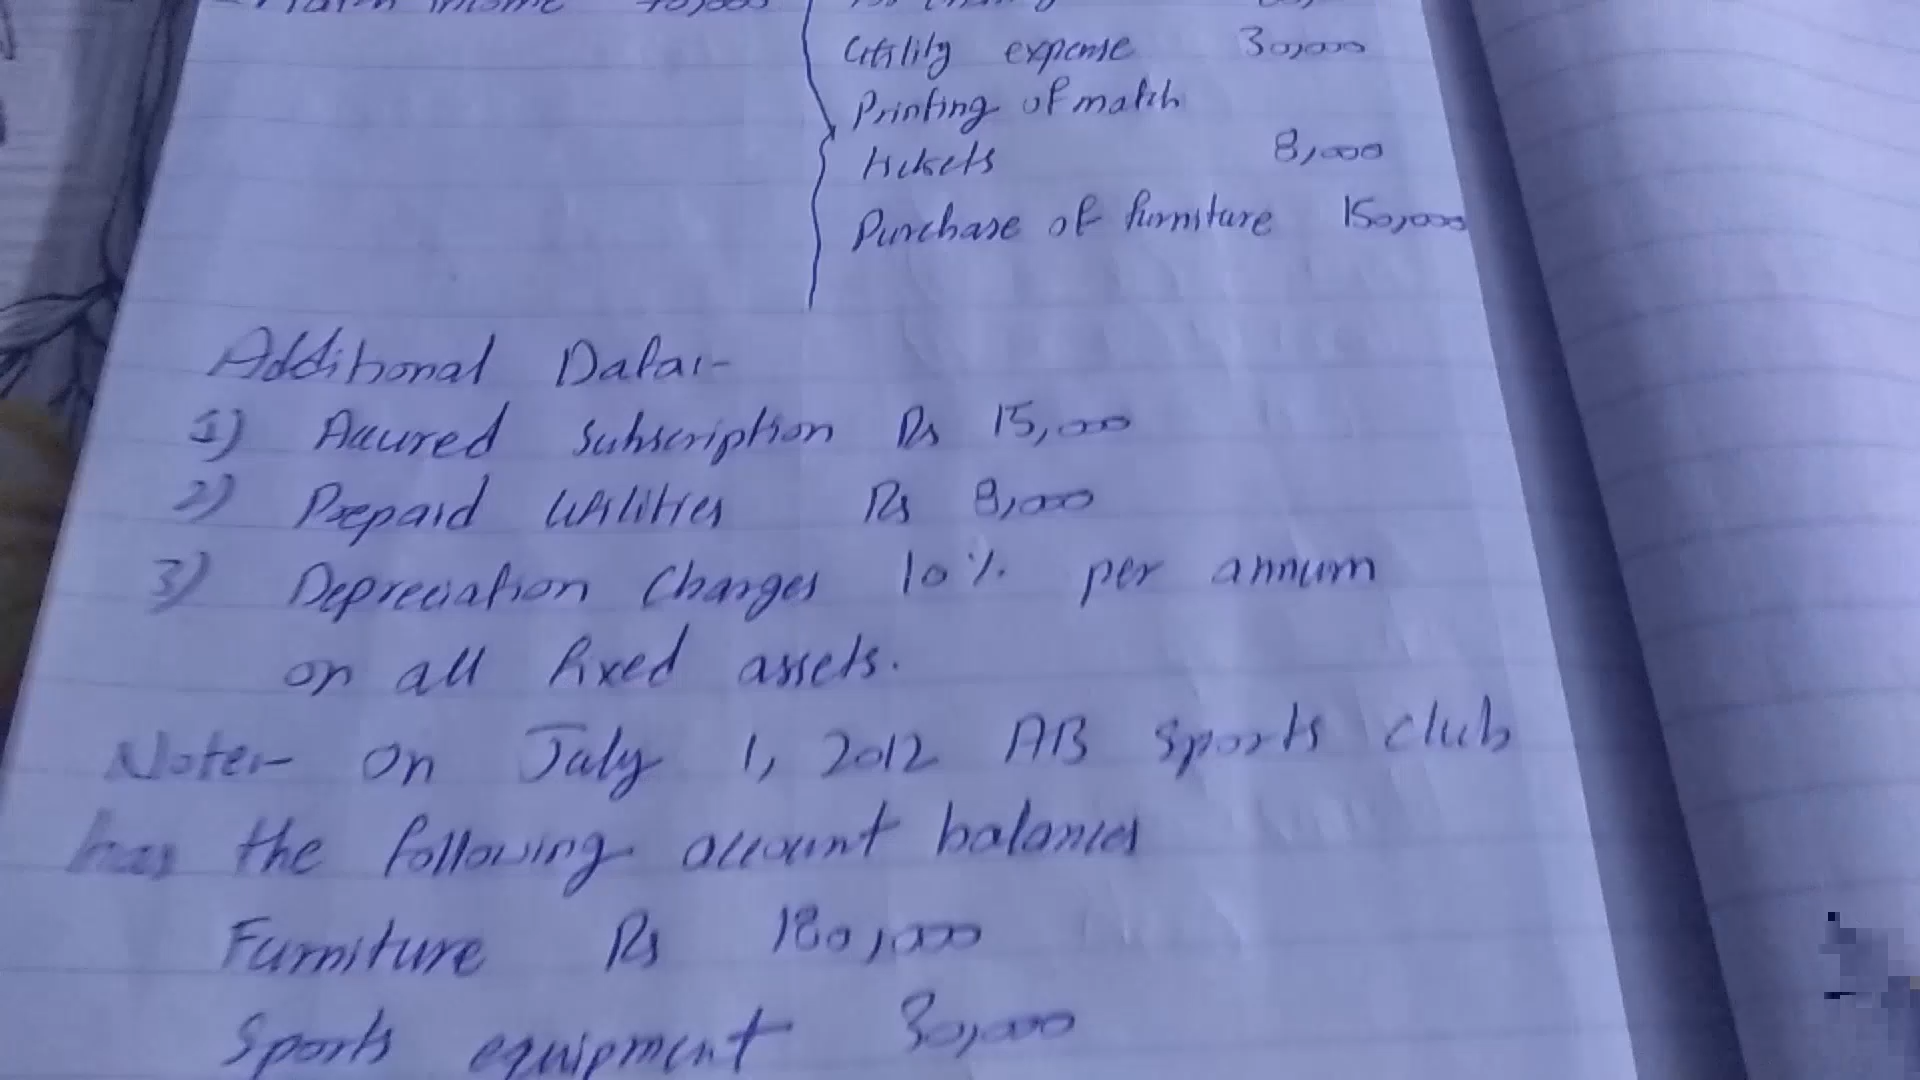 income
Utility expense 30,000
Printing of match
tickets 8,000
Purchase of furniture 150,000
Additional Data:-
1) Accured Subscription Rs 15,000
2) Prepaid Utilities Rs 8,000
3) Depreciation Charges 10% per annum
on all fixed assets.
Note:- On July 1, 2012 AB sports club
has the following account balances
Furniture Rs 180,000
Sports equipment 30,000